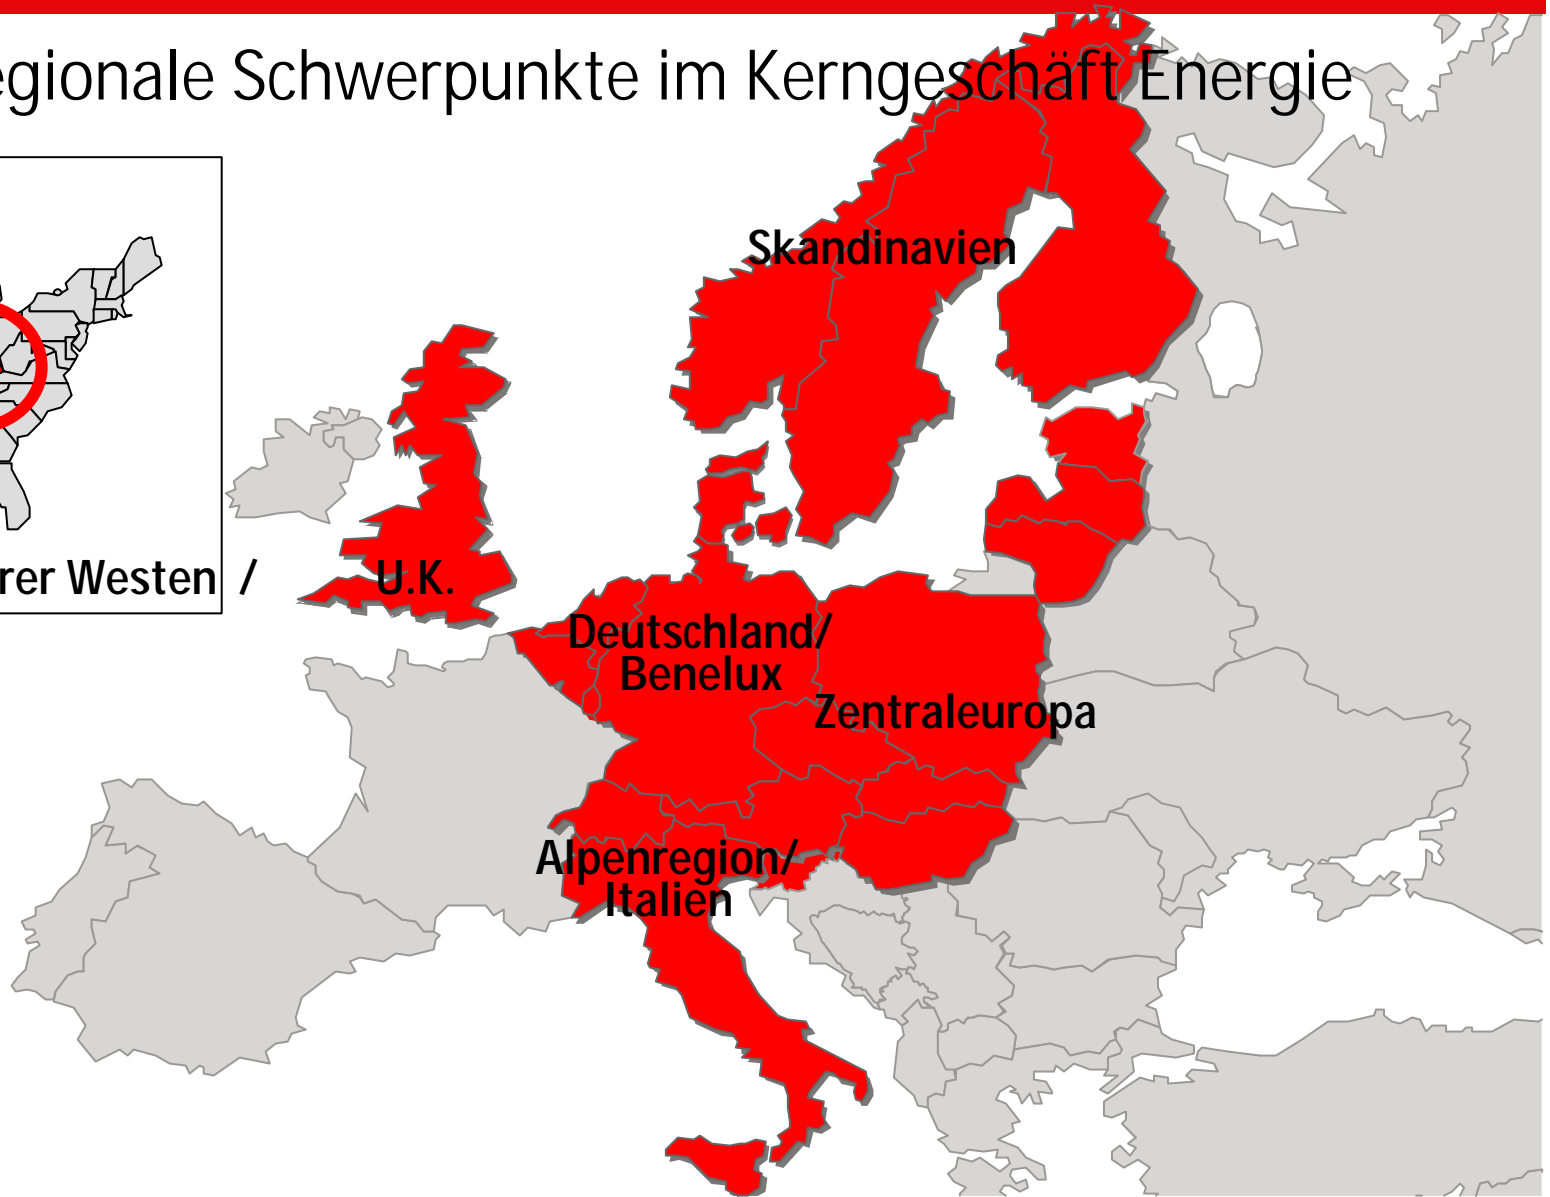 egionale Schwerpunkte im Kerngeschäft Energie
Skandinavien
rer Westen / U.K.
Deutschland/
Benelux
Zentraleuropa
Alpenregion/
Italien